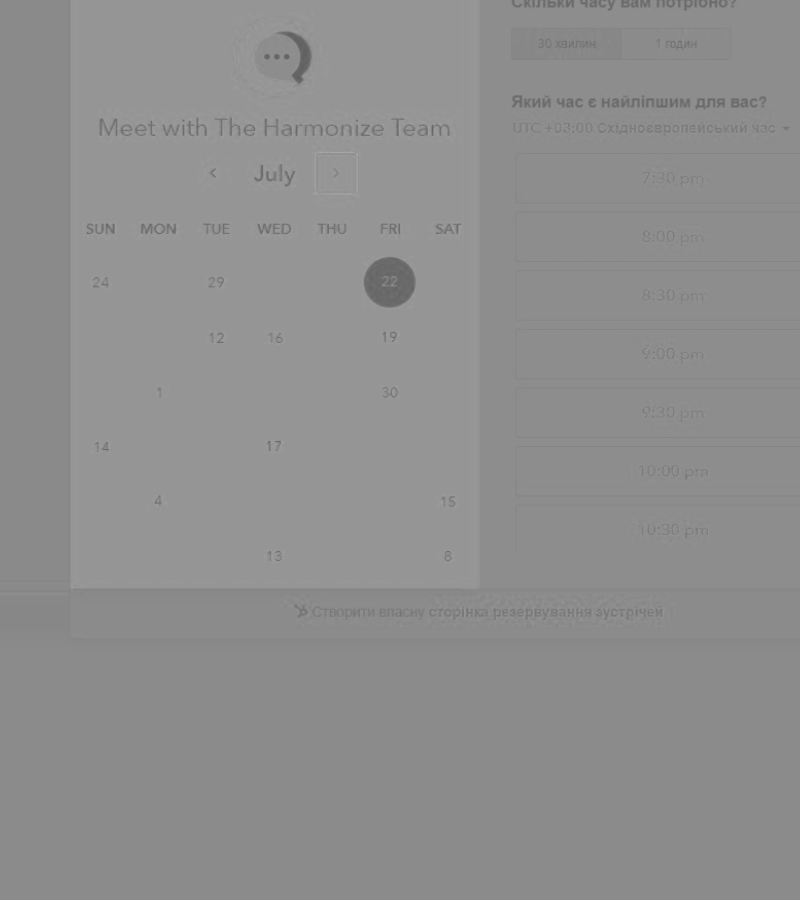 Meet with The Harmonize Team
July
SUN MON TUE WED THU FRI SAT
24 29 22
12 16 19
1 30
14 17
4 15
13 8
Скільки часу вам потрібно?
30 хвилин 1 годин
Який час є найліпшим для вас?
UTC +03:00 Східноєвропейський час
7:30 pm
8:00 pm
8:30 pm
9:00 pm
9:30 pm
10:00 pm
10:30 pm
Створити власну сторінка резервування зустрічей